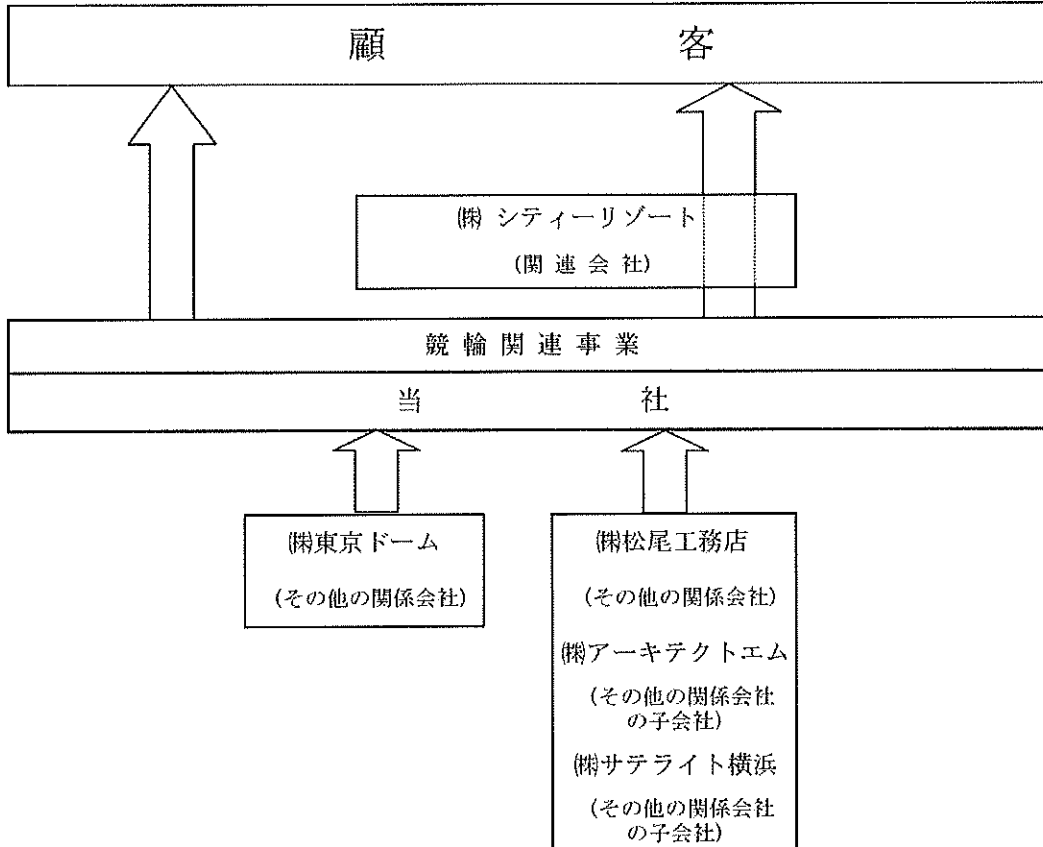 顧客
㈱ シティーリゾート
(関連会社)
競輪関連事業
当社
㈱東京ドーム
(その他の関係会社)
㈱松尾工務店
(その他の関係会社)
㈱アーキテクトエム
(その他の関係会社
の子会社)
㈱サテライト横浜
(その他の関係会社
の子会社)